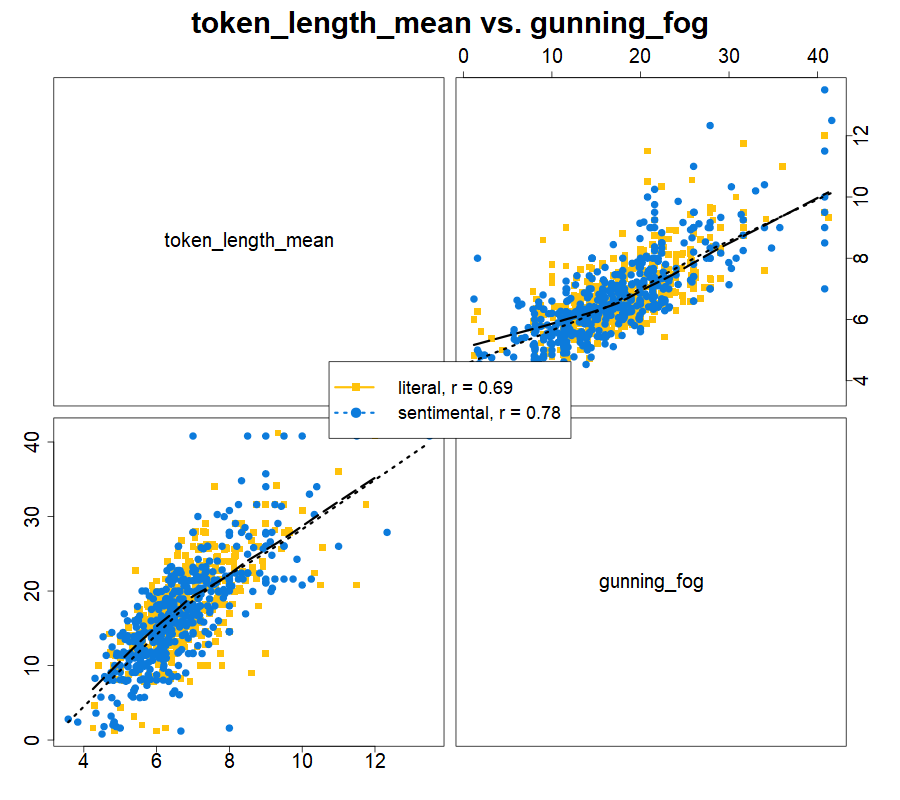 token_length_mean vs. gunning_fog
0 10 20 30 40
token_length_mean
4 6 8 10 12
literal, r = 0.69
sentimental, r = 0.78
0 10 20 30 40
gunning_fog
4 6 8 10 12